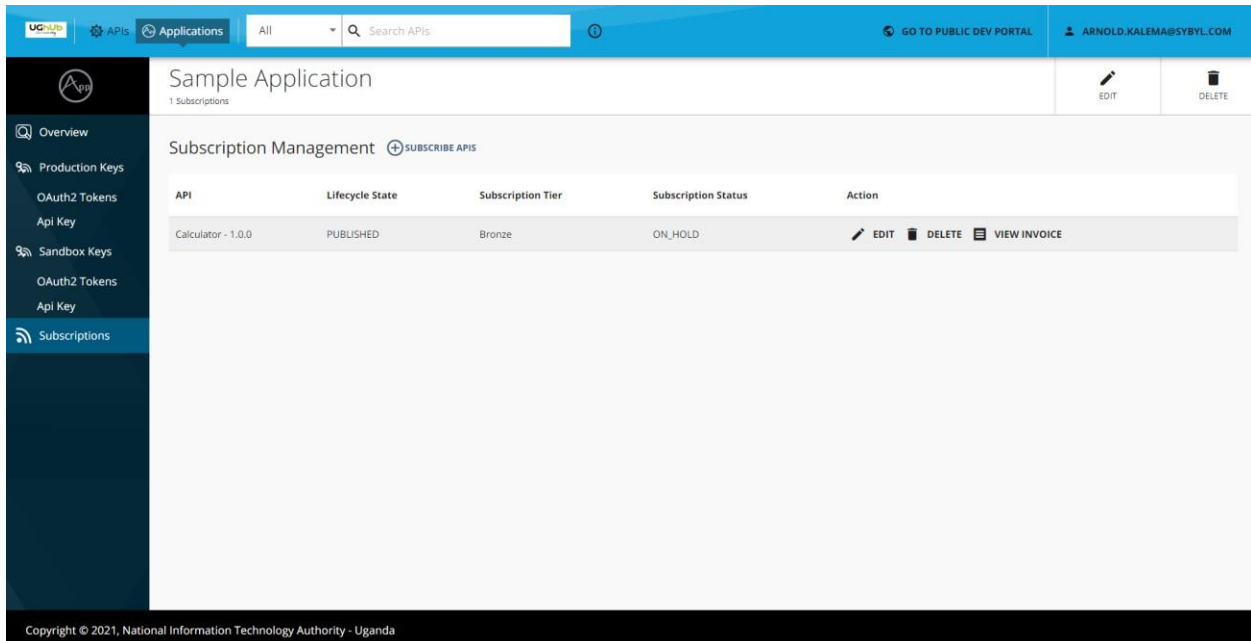 UGhub
APIs
Applications
All
Search APIs
GO TO PUBLIC DEV PORTAL
ARNOLD.KALEMA@SYBYL.COM
App
Sample Application
1 Subscriptions
EDIT
DELETE
Overview
Production Keys
OAuth2 Tokens
Api Key
Sandbox Keys
OAuth2 Tokens
Api Key
Subscriptions
Subscription Management SUBSCRIBE APIS
API Lifecycle State Subscription Tier Subscription Status Action
Calculator - 1.0.0 PUBLISHED Bronze ON_HOLD EDIT DELETE VIEW INVOICE
Copyright © 2021, National Information Technology Authority - Uganda